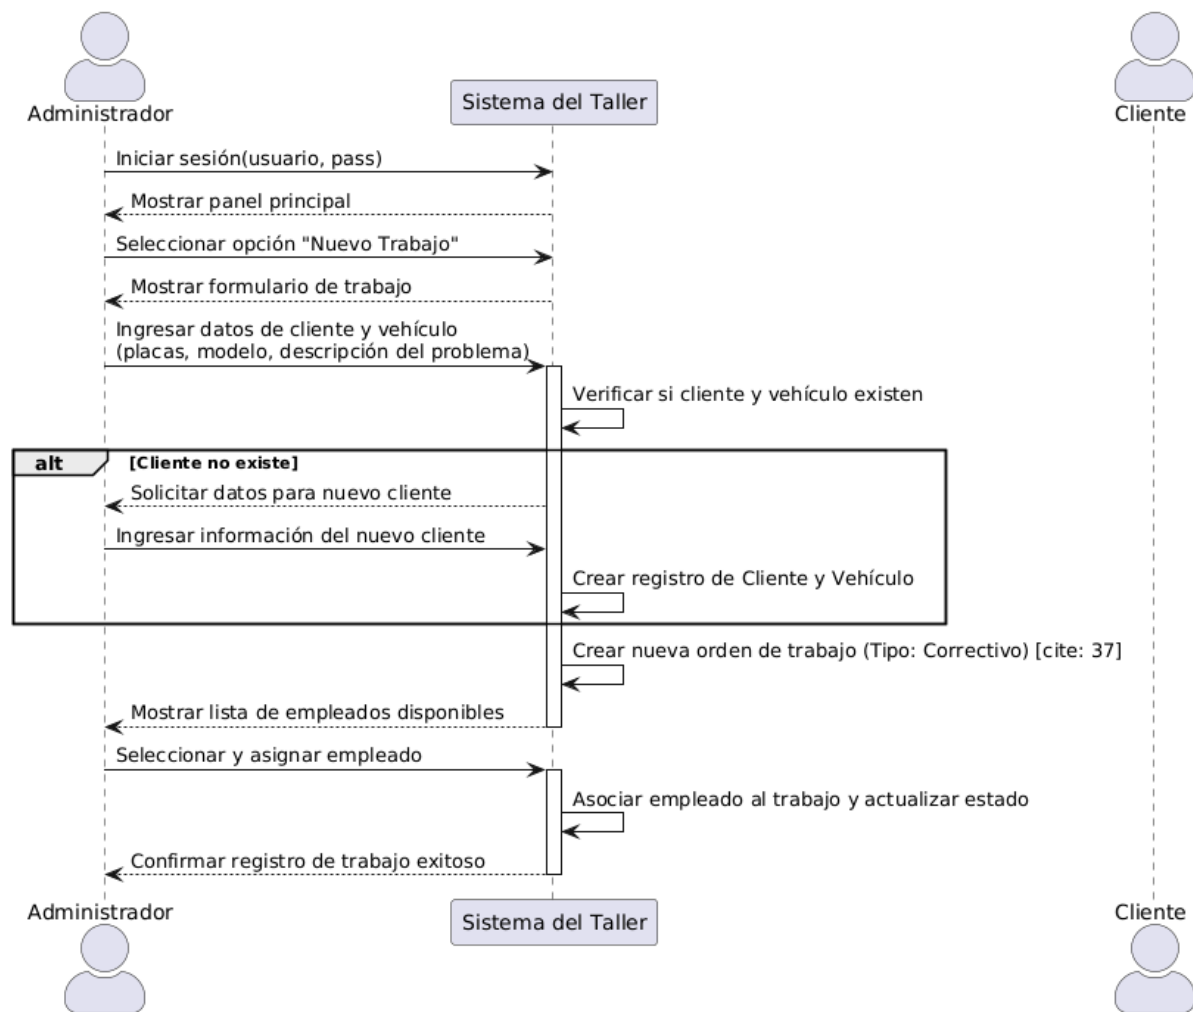 Administrador
Sistema del Taller
Cliente
Iniciar sesión(usuario, pass)
Mostrar panel principal
Seleccionar opción "Nuevo Trabajo"
Mostrar formulario de trabajo
Ingresar datos de cliente y vehículo
(placas, modelo, descripción del problema)
Verificar si cliente y vehículo existen
alt [Cliente no existe]
Solicitar datos para nuevo cliente
Ingresar información del nuevo cliente
Crear registro de Cliente y Vehículo
Crear nueva orden de trabajo (Tipo: Correctivo) [cite: 37]
Mostrar lista de empleados disponibles
Seleccionar y asignar empleado
Asociar empleado al trabajo y actualizar estado
Confirmar registro de trabajo exitoso
Administrador
Sistema del Taller
Cliente